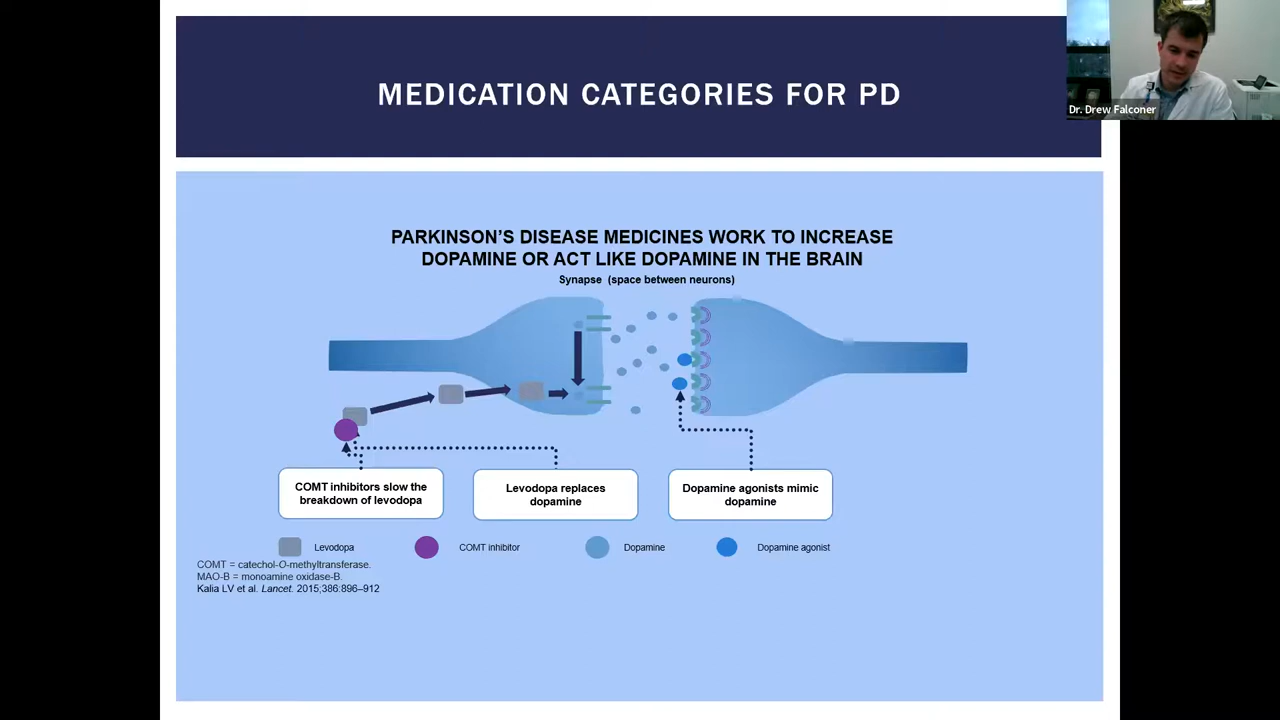 MEDICATION CATEGORIES FOR PD
Dr. Drew Falconer
PARKINSON'S DISEASE MEDICINES WORK TO INCREASE
DOPAMINE OR ACT LIKE DOPAMINE IN THE BRAIN
Synapse (space between neurons)
COMT inhibitors slow the
breakdown of levodopa
Levodopa replaces
dopamine
Dopamine agonists mimic
dopamine
Levodopa
COMT inhibitor
Dopamine
Dopamine agonist
COMT = catechol-O-methyltransferase.
MAO-B = monoamine oxidase-B.
Kalia LV et al. Lancet. 2015;386:896–912